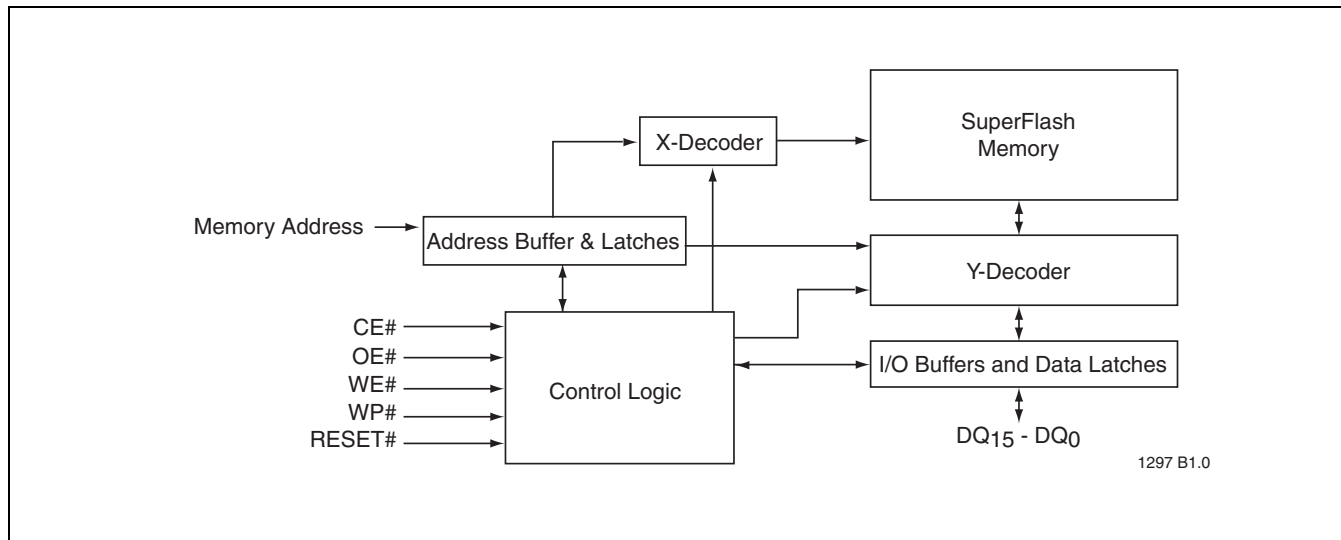 SuperFlash
Memory
X-Decoder
Memory Address
Address Buffer & Latches
Y-Decoder
CE#
OE#
WE#
WP#
RESET#
Control Logic
I/O Buffers and Data Latches
DQ15 - DQ0
1297 B1.0